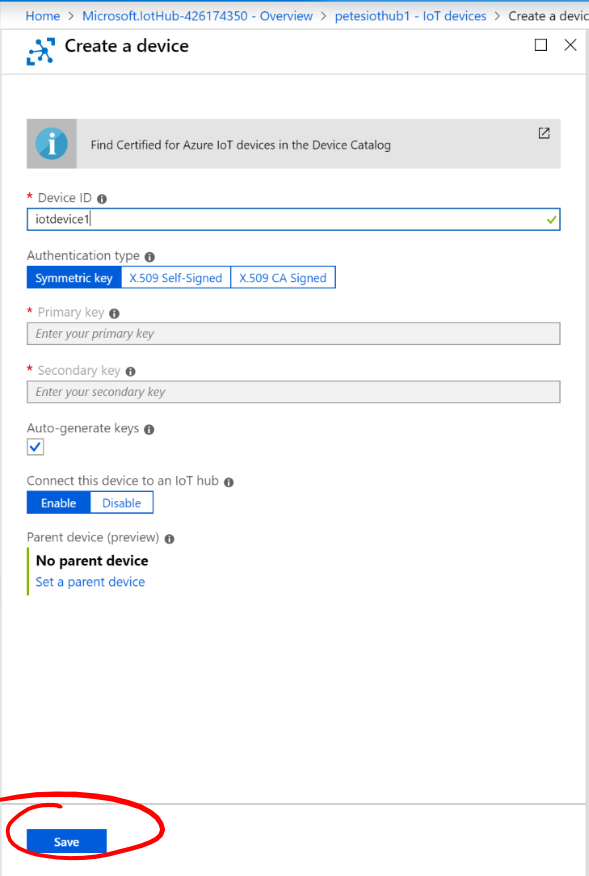 Home > Microsoft.IotHub-426174350 - Overview > petesiothub1 - IoT devices > Create a devic
Create a device
Find Certified for Azure IoT devices in the Device Catalog
* Device ID
iotdevice1
Authentication type
Symmetric key X.509 Self-Signed X.509 CA Signed
* Primary key
Enter your primary key
* Secondary key
Enter your secondary key
Auto-generate keys
Connect this device to an IoT hub
Enable Disable
Parent device (preview)
No parent device
Set a parent device
Save